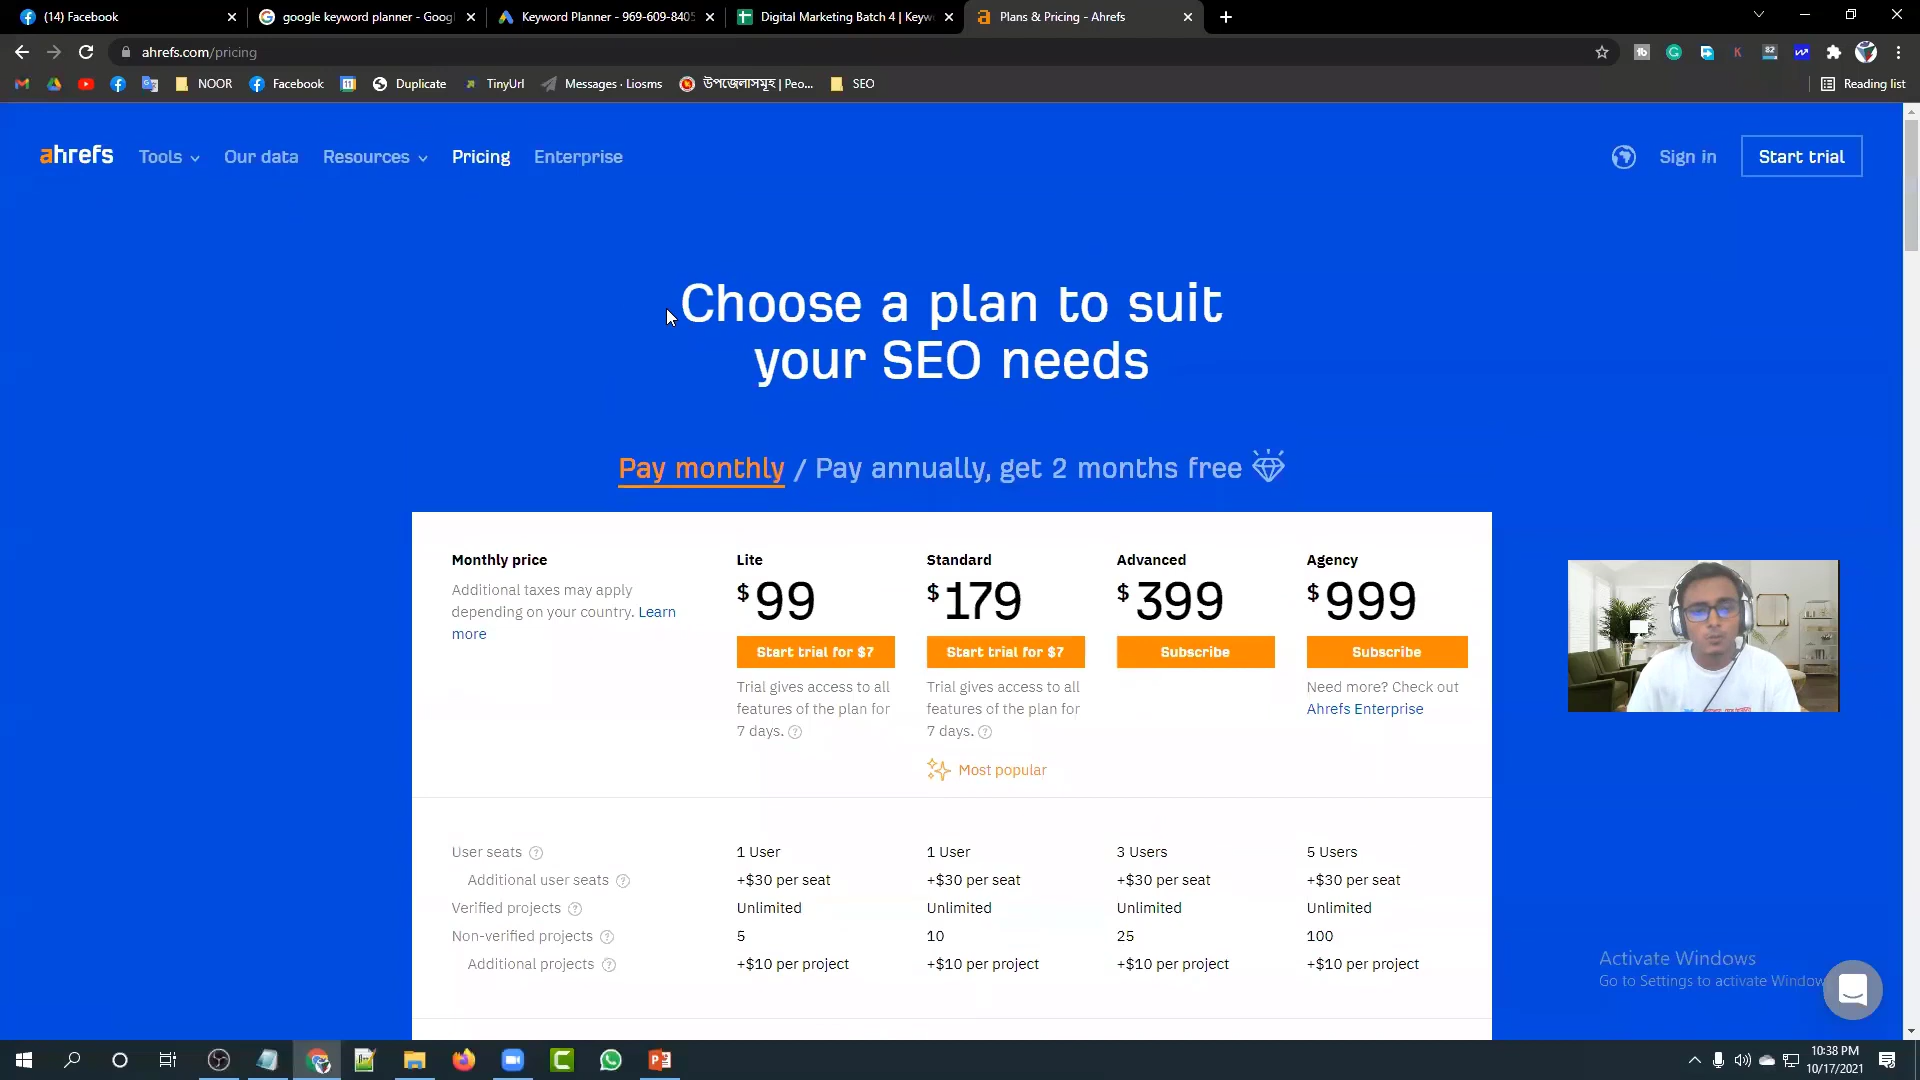 (14) Facebook
google keyword planner - Googl
Keyword Planner - 969-609-8405
Digital Marketing Batch 4 | Keyw
Plans & Pricing - Ahrefs
ahrefs.com/pricing
NOOR
Facebook
Duplicate
TinyUrl
Messages · Liosms
উপজেলাসমূহ | Peo...
SEO
Reading list
ahrefs
Tools
Our data
Resources
Pricing
Enterprise
Sign in
Start trial
Choose a plan to suit
your SEO needs
Pay monthly / Pay annually, get 2 months free
Monthly price
Additional taxes may apply
depending on your country. Learn
more
Lite
$99
Start trial for $7
Trial gives access to all
features of the plan for
7 days.
Standard
$179
Start trial for $7
Trial gives access to all
features of the plan for
7 days.
Most popular
Advanced
$399
Subscribe
Agency
$999
Subscribe
Need more? Check out
Ahrefs Enterprise
User seats 1 User 1 User 3 Users 5 Users
Additional user seats +$30 per seat +$30 per seat +$30 per seat +$30 per seat
Verified projects Unlimited Unlimited Unlimited Unlimited
Non-verified projects 5 10 25 100
Additional projects +$10 per project +$10 per project +$10 per project +$10 per project
Activate Windows
Go to Settings to activate Window
10:38 PM
10/17/2021